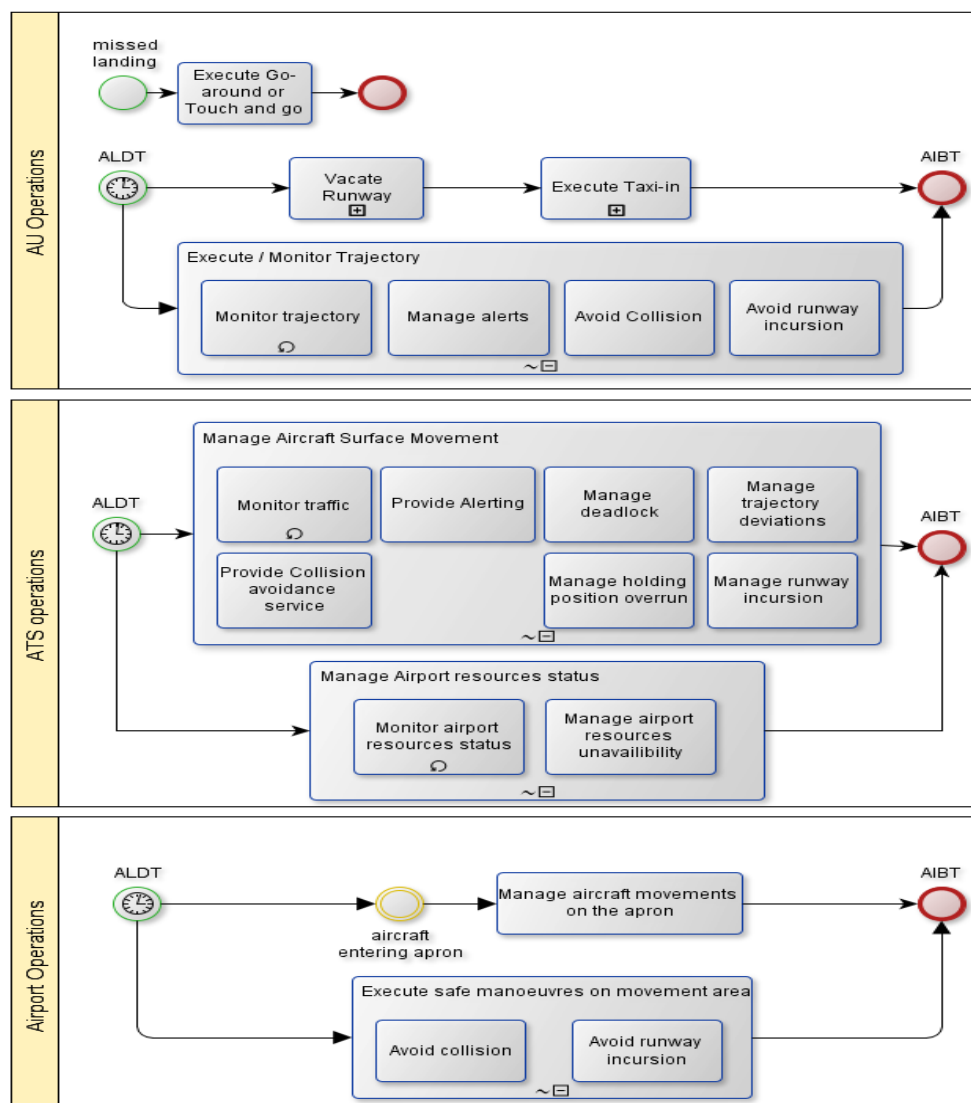 AU Operations
missed
landing
Execute Go-
around or
Touch and go
ALDT
Vacate
Runway
Execute Taxi-in
AIBT
Execute / Monitor Trajectory
Monitor trajectory
Manage alerts
Avoid Collision
Avoid runway
incursion
ATS operations
ALDT
Manage Aircraft Surface Movement
Monitor traffic
Provide Alerting
Manage
deadlock
Manage
trajectory
deviations
Provide Collision
avoidance
service
Manage holding
position overrun
Manage runway
incursion
AIBT
Manage Airport resources status
Monitor airport
resources status
Manage airport
resources
unavailibility
Airport Operations
ALDT
aircraft
entering apron
Manage aircraft movements
on the apron
AIBT
Execute safe manoeuvres on movement area
Avoid collision
Avoid runway
incursion